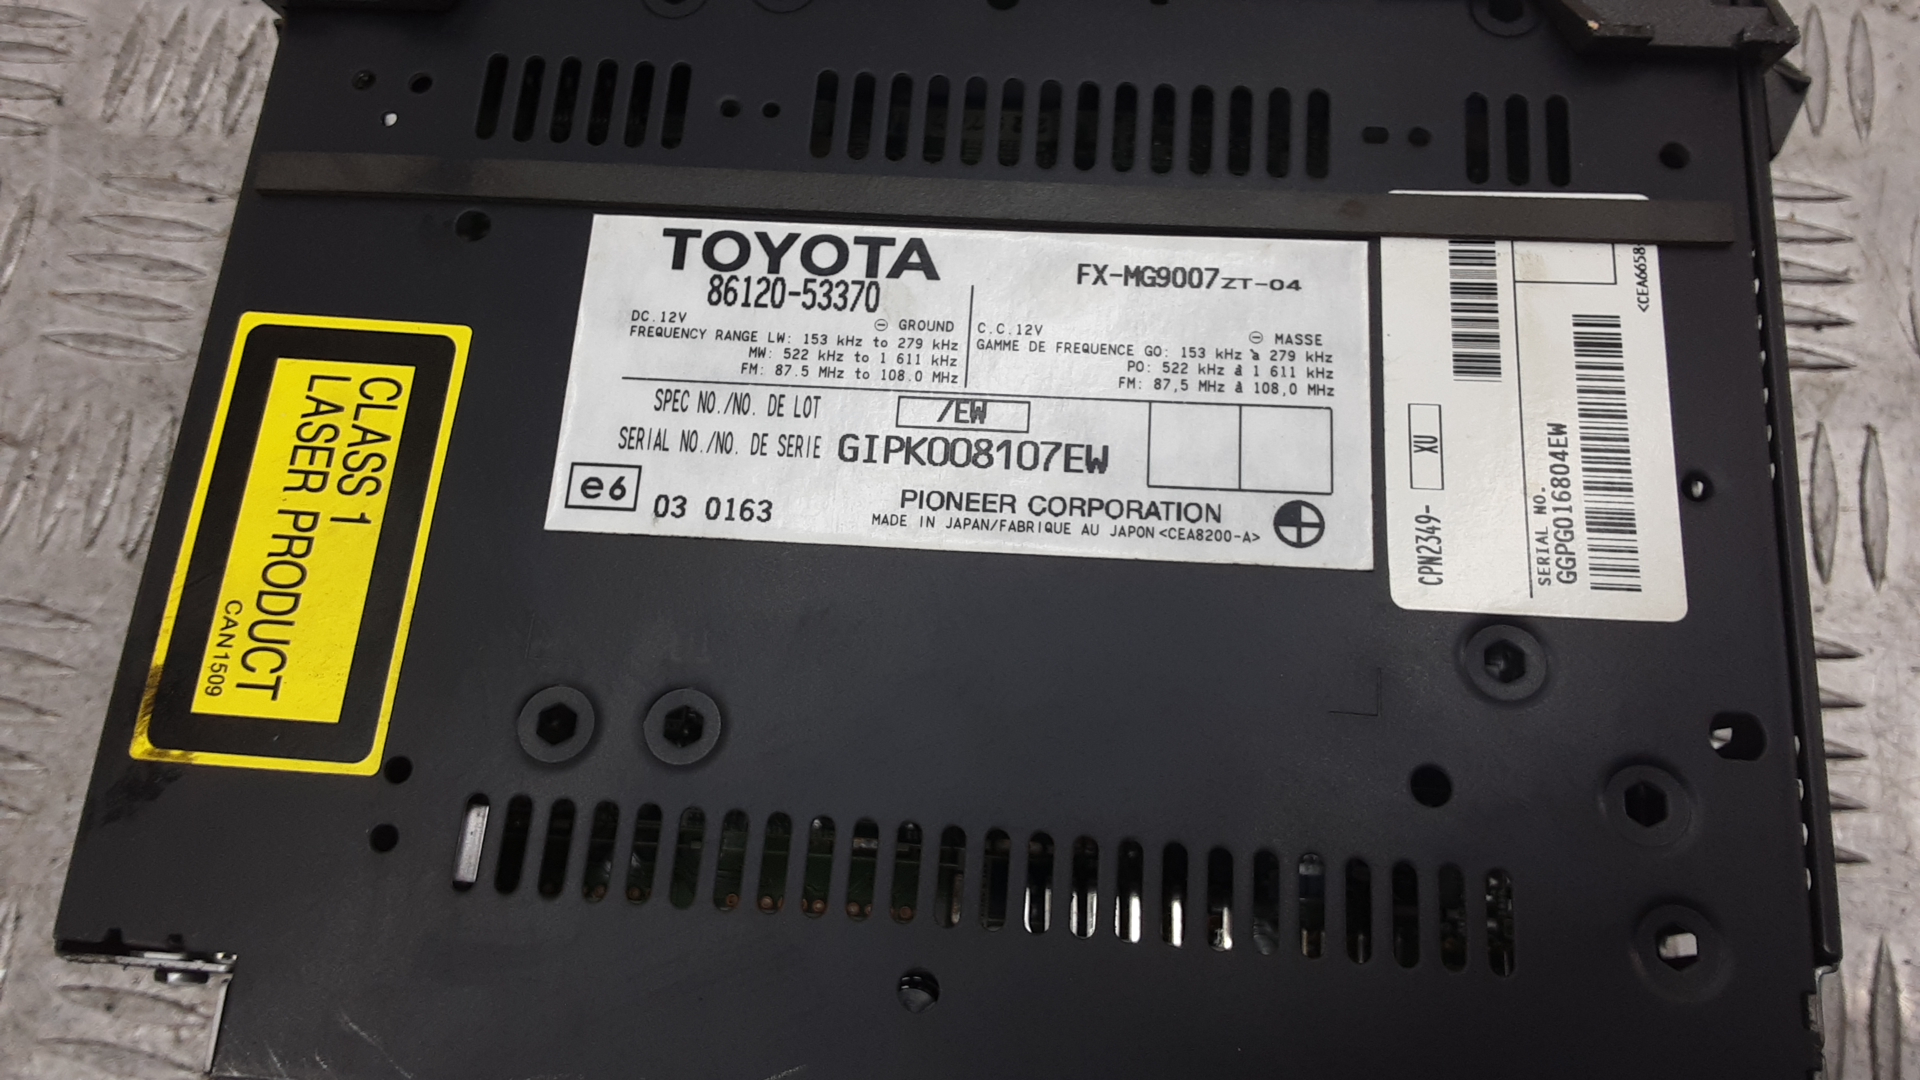 TOYOTA
86120-53370
FX-MG9007ZT-04
DC.12V ⊖ GROUND
FREQUENCY RANGE LW: 153 kHz to 279 kHz
MW: 522 kHz to 1 611 kHz
FM: 87.5 MHz to 108.0 MHz
C.C.12V ⊖ MASSE
GAMME DE FREQUENCE GO: 153 kHz à 279 kHz
PO: 522 kHz à 1 611 kHz
FM: 87,5 MHz à 108,0 MHz
SPEC NO./NO. DE LOT /EW
SERIAL NO./NO. DE SERIE GIPK008107EW
e6 03 0163
PIONEER CORPORATION
MADE IN JAPAN/FABRIQUE AU JAPON <CEA8200-A>
CLASS 1
LASER PRODUCT
CAN1509
CPN2349- XU
SERIAL NO.
GGPG016804EW
<CEA6658